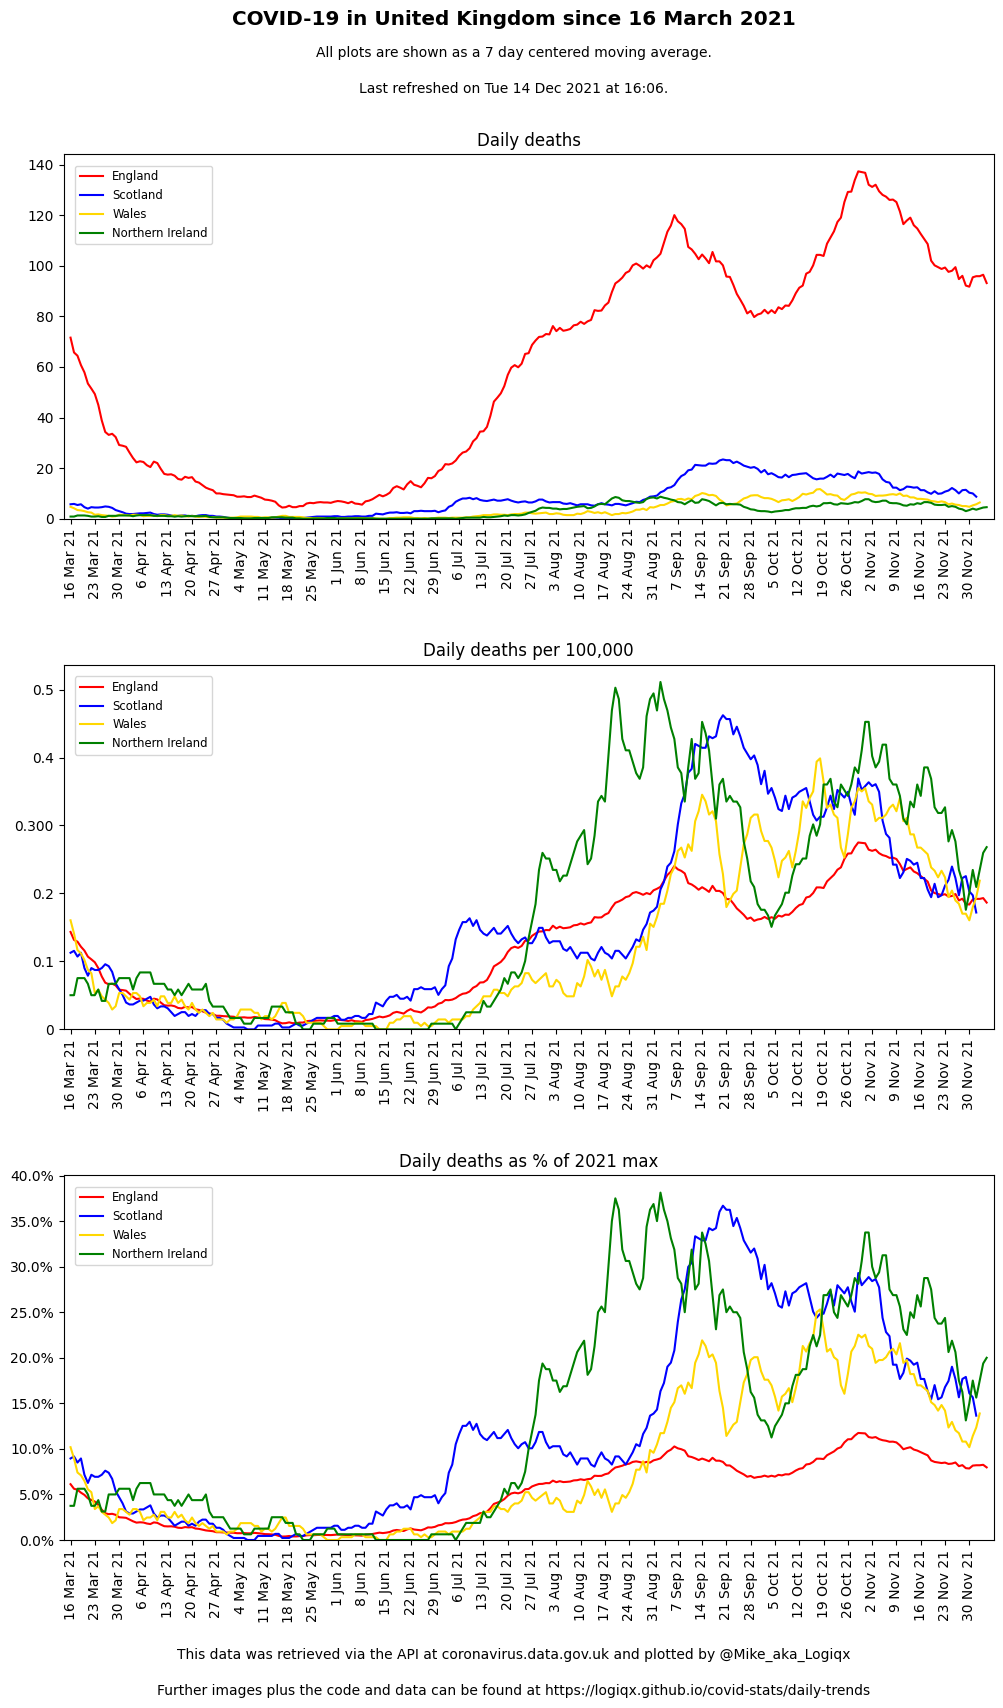 COVID-19 in United Kingdom since 16 March 2021
All plots are shown as a 7 day centered moving average.
Last refreshed on Tue 14 Dec 2021 at 16:06.
Daily deaths
140
120
100
80
60
40
20
0
England
Scotland
Wales
Northern Ireland
16 Mar 21
23 Mar 21
30 Mar 21
6 Apr 21
13 Apr 21
20 Apr 21
27 Apr 21
4 May 21
11 May 21
18 May 21
25 May 21
1 Jun 21
8 Jun 21
15 Jun 21
22 Jun 21
29 Jun 21
6 Jul 21
13 Jul 21
20 Jul 21
27 Jul 21
3 Aug 21
10 Aug 21
17 Aug 21
24 Aug 21
31 Aug 21
7 Sep 21
14 Sep 21
21 Sep 21
28 Sep 21
5 Oct 21
12 Oct 21
19 Oct 21
26 Oct 21
2 Nov 21
9 Nov 21
16 Nov 21
23 Nov 21
30 Nov 21
Daily deaths per 100,000
0.5
0.4
0.300
0.2
0.1
0
England
Scotland
Wales
Northern Ireland
16 Mar 21
23 Mar 21
30 Mar 21
6 Apr 21
13 Apr 21
20 Apr 21
27 Apr 21
4 May 21
11 May 21
18 May 21
25 May 21
1 Jun 21
8 Jun 21
15 Jun 21
22 Jun 21
29 Jun 21
6 Jul 21
13 Jul 21
20 Jul 21
27 Jul 21
3 Aug 21
10 Aug 21
17 Aug 21
24 Aug 21
31 Aug 21
7 Sep 21
14 Sep 21
21 Sep 21
28 Sep 21
5 Oct 21
12 Oct 21
19 Oct 21
26 Oct 21
2 Nov 21
9 Nov 21
16 Nov 21
23 Nov 21
30 Nov 21
Daily deaths as % of 2021 max
40.0%
35.0%
30.0%
25.0%
20.0%
15.0%
10.0%
5.0%
0.0%
England
Scotland
Wales
Northern Ireland
16 Mar 21
23 Mar 21
30 Mar 21
6 Apr 21
13 Apr 21
20 Apr 21
27 Apr 21
4 May 21
11 May 21
18 May 21
25 May 21
1 Jun 21
8 Jun 21
15 Jun 21
22 Jun 21
29 Jun 21
6 Jul 21
13 Jul 21
20 Jul 21
27 Jul 21
3 Aug 21
10 Aug 21
17 Aug 21
24 Aug 21
31 Aug 21
7 Sep 21
14 Sep 21
21 Sep 21
28 Sep 21
5 Oct 21
12 Oct 21
19 Oct 21
26 Oct 21
2 Nov 21
9 Nov 21
16 Nov 21
23 Nov 21
30 Nov 21
This data was retrieved via the API at coronavirus.data.gov.uk and plotted by @Mike_aka_Logiqx
Further images plus the code and data can be found at https://logiqx.github.io/covid-stats/daily-trends